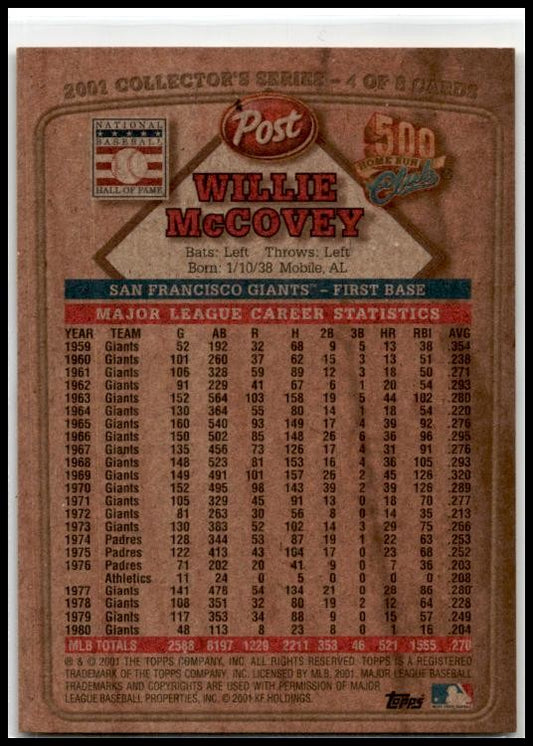 2001 COLLECTOR'S SERIES - 4 OF 8 CARDS
NATIONAL BASEBALL HALL OF FAME
Post
500 HOME RUN Club
WILLIE
McCOVEY
Bats: Left Throws: Left
Born: 1/10/38 Mobile, AL
SAN FRANCISCO GIANTS™ - FIRST BASE
MAJOR LEAGUE CAREER STATISTICS
YEAR TEAM G AB R H 2B 3B HR RBI AVG
1959 Giants 52 192 32 68 9 5 13 38 .354
1960 Giants 101 260 37 62 15 3 13 51 .238
1961 Giants 106 328 59 89 12 3 18 50 .271
1962 Giants 91 229 41 67 6 1 20 54 .293
1963 Giants 152 564 103 158 19 5 44 102 .280
1964 Giants 130 364 55 80 14 1 18 54 .220
1965 Giants 160 540 93 149 17 4 39 92 .276
1966 Giants 150 502 85 148 26 6 36 96 .295
1967 Giants 135 456 73 126 17 4 31 91 .276
1968 Giants 148 523 81 153 16 4 36 105 .293
1969 Giants 149 491 101 157 26 2 45 126 .320
1970 Giants 152 495 98 143 39 2 39 126 .289
1971 Giants 105 329 45 91 13 0 18 70 .277
1972 Giants 81 263 30 56 8 0 14 35 .213
1973 Giants 130 383 52 102 14 3 29 75 .266
1974 Padres 128 344 53 87 19 1 22 63 .253
1975 Padres 122 413 43 104 17 0 23 68 .252
1976 Padres 71 202 20 41 9 0 7 36 .203
Athletics 11 24 0 5 0 0 0 0 .208
1977 Giants 141 478 54 134 21 0 28 86 .280
1978 Giants 108 351 32 80 19 2 12 64 .228
1979 Giants 117 353 34 88 9 0 15 57 .249
1980 Giants 48 113 8 23 8 0 1 16 .204
MLB TOTALS 2588 8197 1229 2211 353 46 521 1555 .270
® & © 2001 THE TOPPS COMPANY, INC. ALL RIGHTS RESERVED. TOPPS IS A REGISTERED
TRADEMARK OF THE TOPPS COMPANY, INC. LICENSED BY MLB, 2001. MAJOR LEAGUE BASEBALL
TRADEMARKS AND COPYRIGHTS ARE USED WITH PERMISSION OF MAJOR
LEAGUE BASEBALL PROPERTIES, INC. © 2001 KF HOLDINGS.
Topps